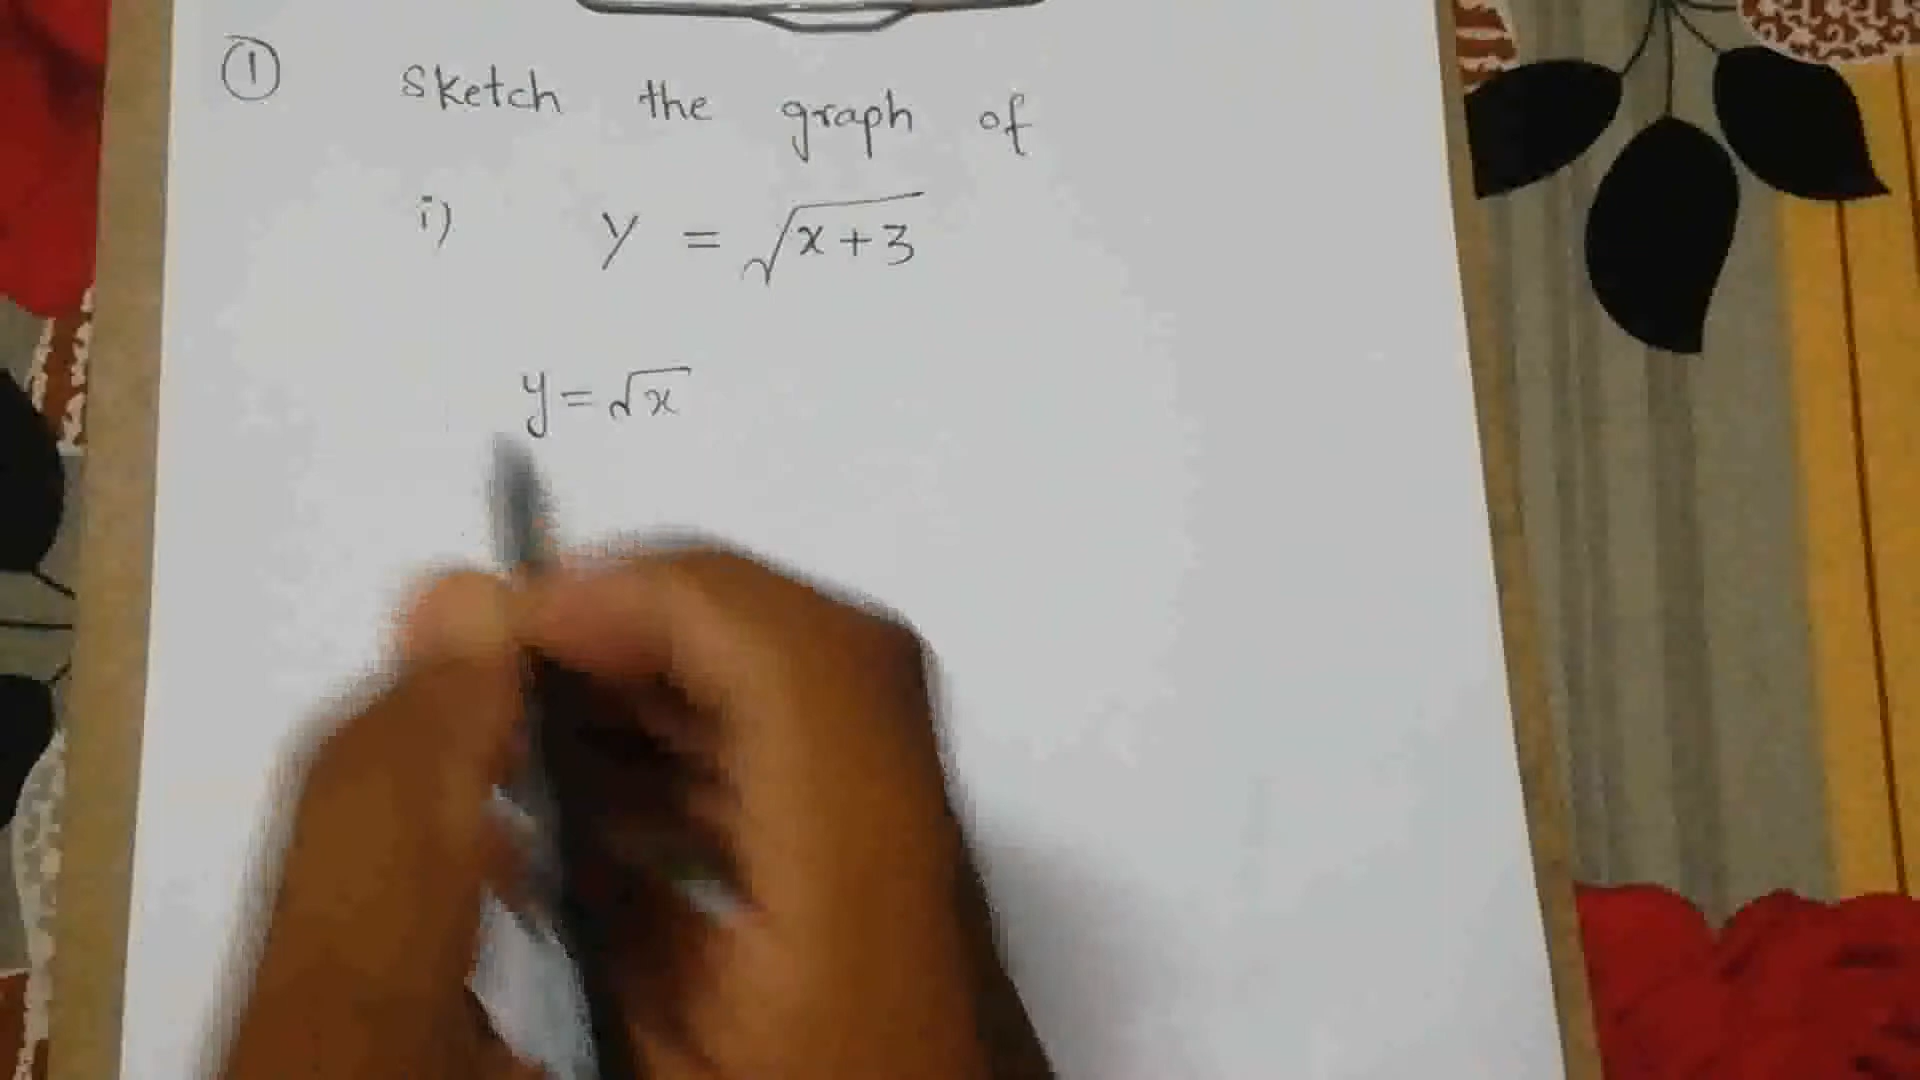 ① Sketch the graph of
i) y = √x+3
y = √x